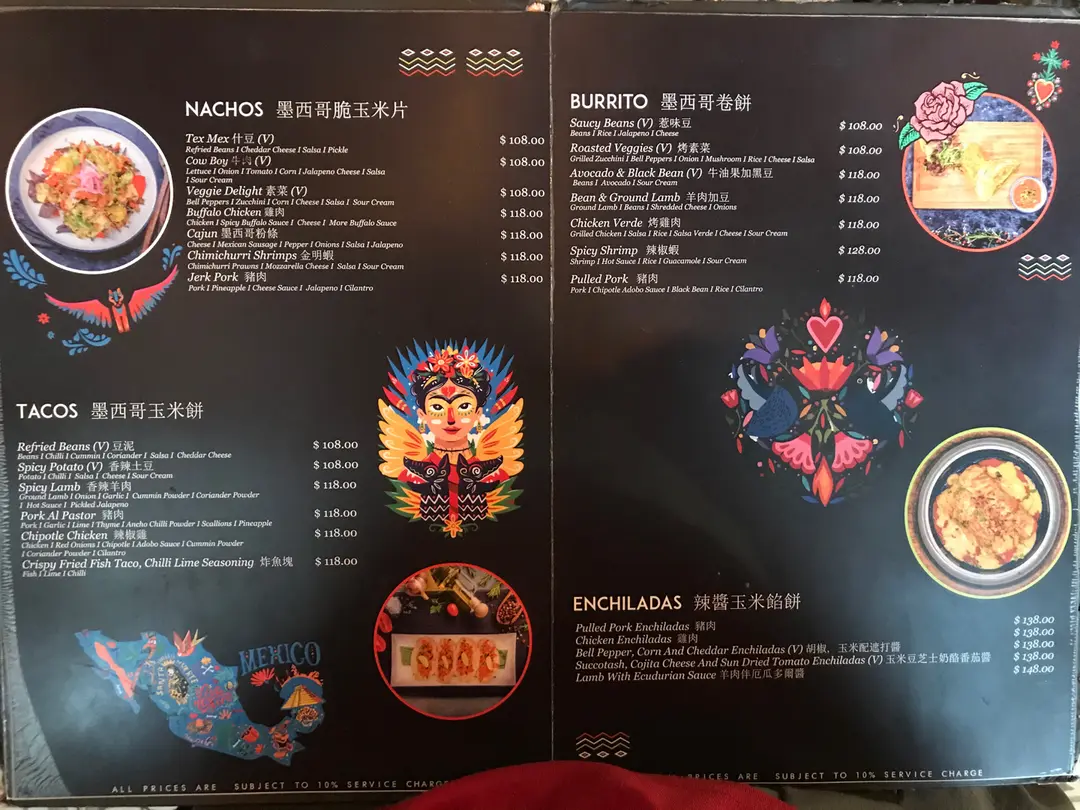 NACHOS 墨西哥脆玉米片
Tex Mex 什豆 (V) $ 108.00
Refried Beans I Cheddar Cheese I Salsa I Pickle
Cow Boy 牛肉 (V) $ 108.00
Lettuce I Onion I Tomato I Corn I Jalapeno Cheese I Salsa
I Sour Cream
Veggie Delight 素菜 (V) $ 108.00
Bell Peppers I Zucchini I Corn I Cheese I Salsa I Sour Cream
Buffalo Chicken 雞肉 $ 118.00
Chicken I Spicy Buffalo Sauce I Cheese I More Buffalo Sauce
Cajun 墨西哥粉條 $ 118.00
Cheese I Mexican Sausage I Pepper I Onions I Salsa I Jalapeno
Chimichurri Shrimps 金明蝦 $ 118.00
Chimichurri Prawns I Mozzarella Cheese I Salsa I Sour Cream
Jerk Pork 豬肉 $ 118.00
Pork I Pineapple I Cheese Sauce I Jalapeno I Cilantro
TACOS 墨西哥玉米餅
Refried Beans (V) 豆泥 $ 108.00
Beans I Chilli I Cummin I Coriander I Salsa I Cheddar Cheese
Spicy Potato (V) 香辣土豆 $ 108.00
Potato I Chilli I Salsa I Cheese I Sour Cream
Spicy Lamb 香辣羊肉 $ 118.00
Ground Lamb I Onion I Garlic I Cummin Powder I Coriander Powder
I Hot Sauce I Pickled Jalapeno
Pork Al Pastor 豬肉 $ 118.00
Pork I Garlic I Lime I Thyme I Ancho Chilli Powder I Scallions I Pineapple
Chipotle Chicken 辣椒雞 $ 118.00
Chicken I Red Onions I Chipotle I Adobo Sauce I Cummin Powder
I Coriander Powder I Cilantro
Crispy Fried Fish Taco, Chilli Lime Seasoning 炸魚塊 $ 118.00
Fish I Lime I Chilli
MEXICO
ALL PRICES ARE SUBJECT TO 10% SERVICE CHARGE
BURRITO 墨西哥卷餅
Saucy Beans (V) 惹味豆 $ 108.00
Beans I Rice I Jalapeno I Cheese
Roasted Veggies (V) 烤素菜 $ 108.00
Grilled Zucchini I Bell Peppers I Onion I Mushroom I Rice I Cheese I Salsa
Avocado & Black Bean (V) 牛油果加黑豆 $ 118.00
Beans I Avocado I Sour Cream
Bean & Ground Lamb 羊肉加豆 $ 118.00
Ground Lamb I Beans I Shredded Cheese I Onions
Chicken Verde 烤雞肉 $ 118.00
Grilled Chicken I Salsa I Rice I Salsa Verde I Cheese I Sour Cream
Spicy Shrimp 辣椒蝦 $ 128.00
Shrimp I Hot Sauce I Rice I Guacamole I Sour Cream
Pulled Pork 豬肉 $ 118.00
Pork I Chipotle Adobo Sauce I Black Bean I Rice I Cilantro
ENCHILADAS 辣醬玉米餡餅
Pulled Pork Enchiladas 豬肉 $ 138.00
Chicken Enchiladas 雞肉 $ 138.00
Bell Pepper, Corn And Cheddar Enchiladas (V) 胡椒, 玉米配遮打醬 $ 138.00
Succotash, Cojita Cheese And Sun Dried Tomato Enchiladas (V) 玉米豆芝士奶酪番茄醬 $ 138.00
Lamb With Ecudurian Sauce 羊肉伴厄瓜多爾醬 $ 148.00
PRICES ARE SUBJECT TO 10% SERVICE CHARGE